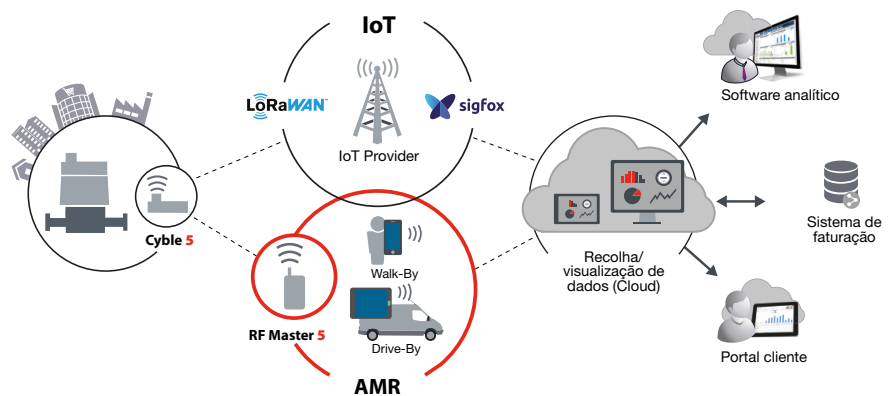 IoT
LoRaWAN
sigfox
IoT Provider
Cyble 5
Walk-By
RF Master 5
Drive-By
AMR
Recolha/
visualização de
dados (Cloud)
Software analítico
Sistema de
faturação
Portal cliente